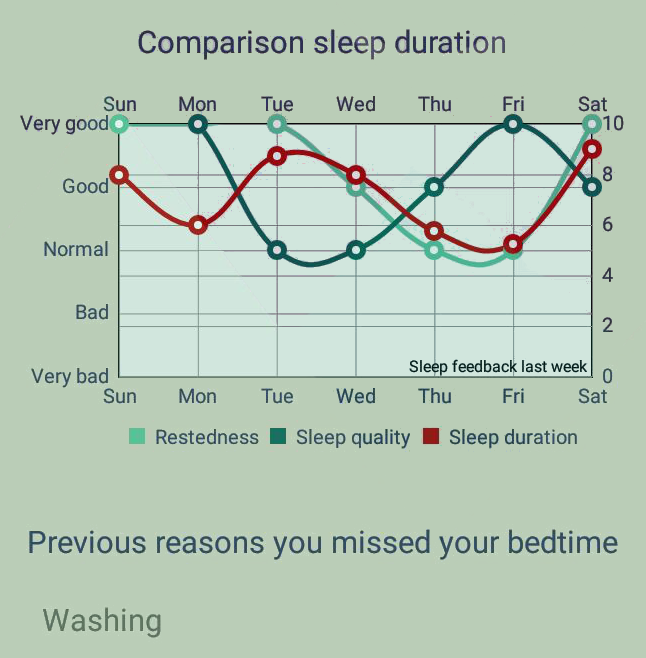 Comparison sleep duration
Sun Mon Tue Wed Thu Fri Sat
Very good 10
8
Good
6
Normal
4
Bad
2
Sleep feedback last week
Very bad 0
Sun Mon Tue Wed Thu Fri Sat
Restedness Sleep quality Sleep duration
Previous reasons you missed your bedtime
Washing